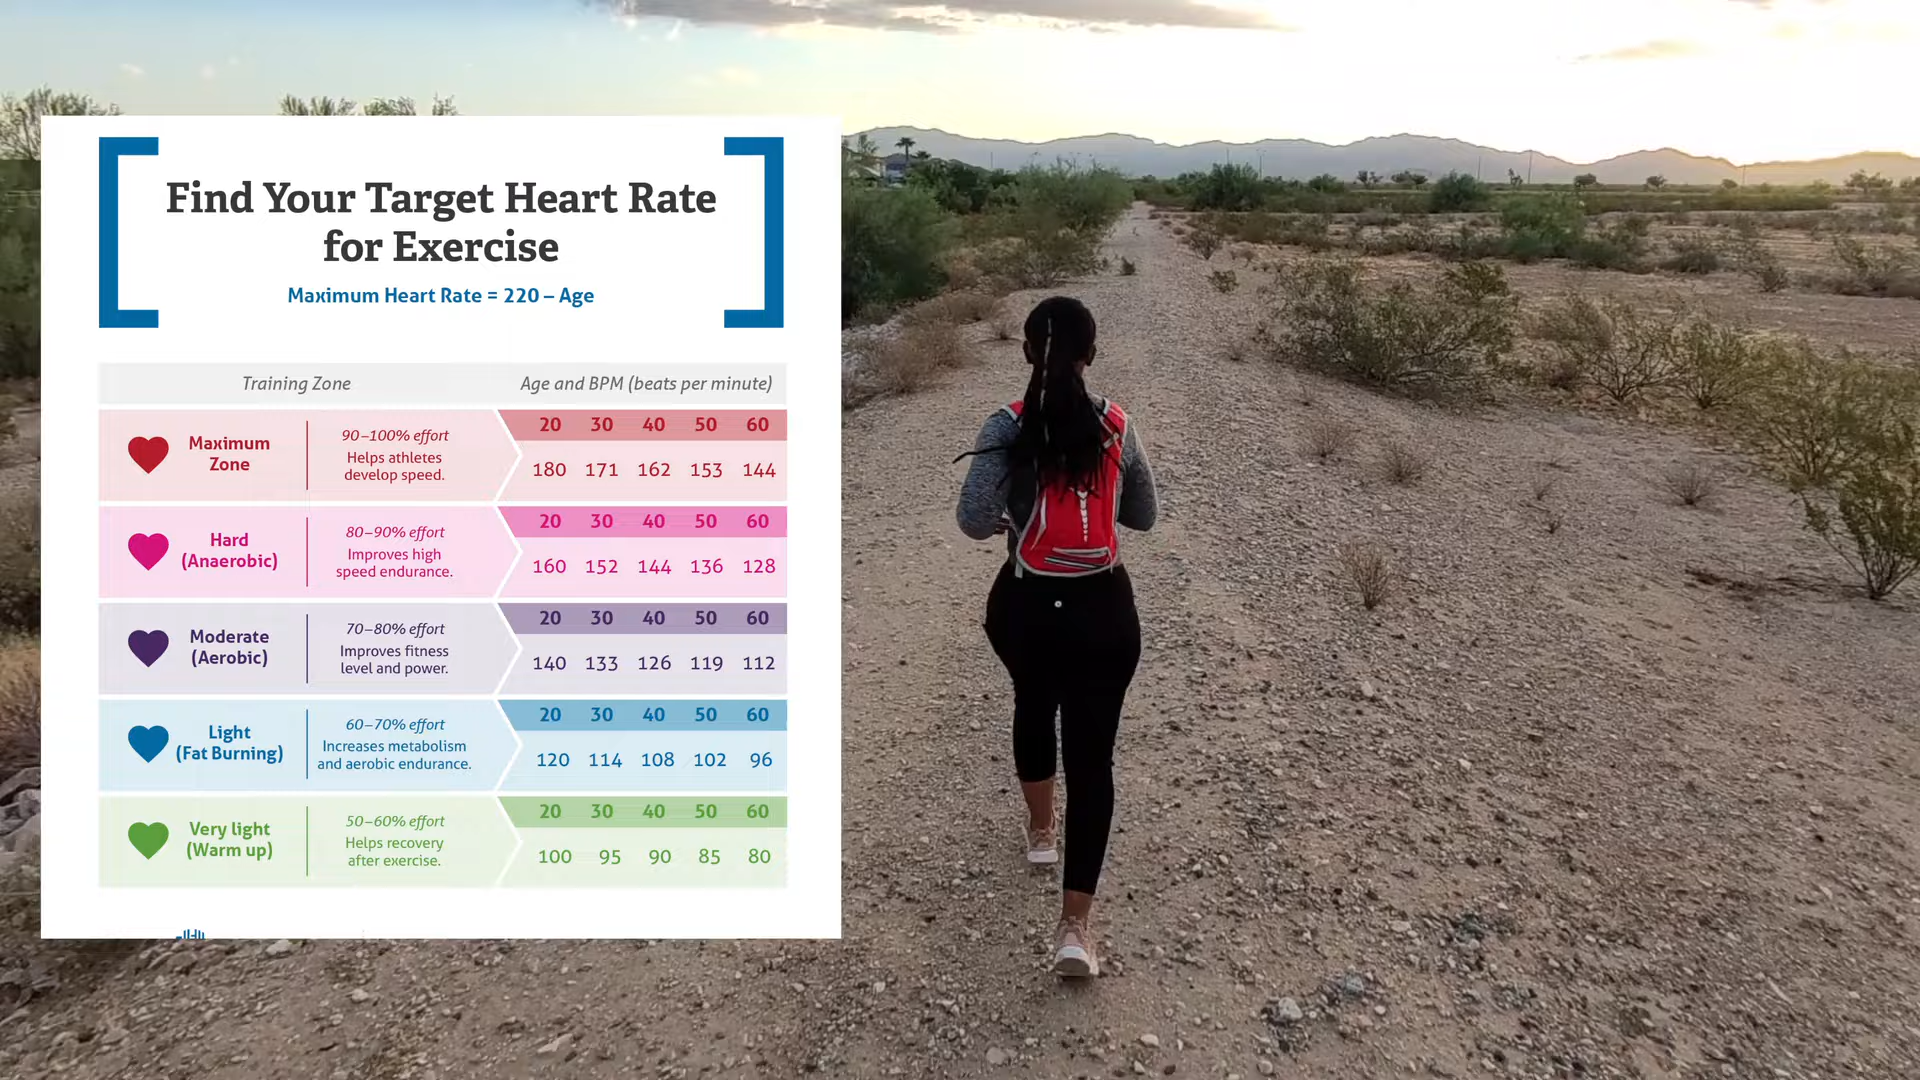 Find Your Target Heart Rate
for Exercise
Maximum Heart Rate = 220 – Age
Training Zone
Age and BPM (beats per minute)
Maximum
Zone
90–100% effort
Helps athletes
develop speed.
20 30 40 50 60
180 171 162 153 144
Hard
(Anaerobic)
80–90% effort
Improves high
speed endurance.
20 30 40 50 60
160 152 144 136 128
Moderate
(Aerobic)
70–80% effort
Improves fitness
level and power.
20 30 40 50 60
140 133 126 119 112
Light
(Fat Burning)
60–70% effort
Increases metabolism
and aerobic endurance.
20 30 40 50 60
120 114 108 102 96
Very light
(Warm up)
50–60% effort
Helps recovery
after exercise.
20 30 40 50 60
100 95 90 85 80